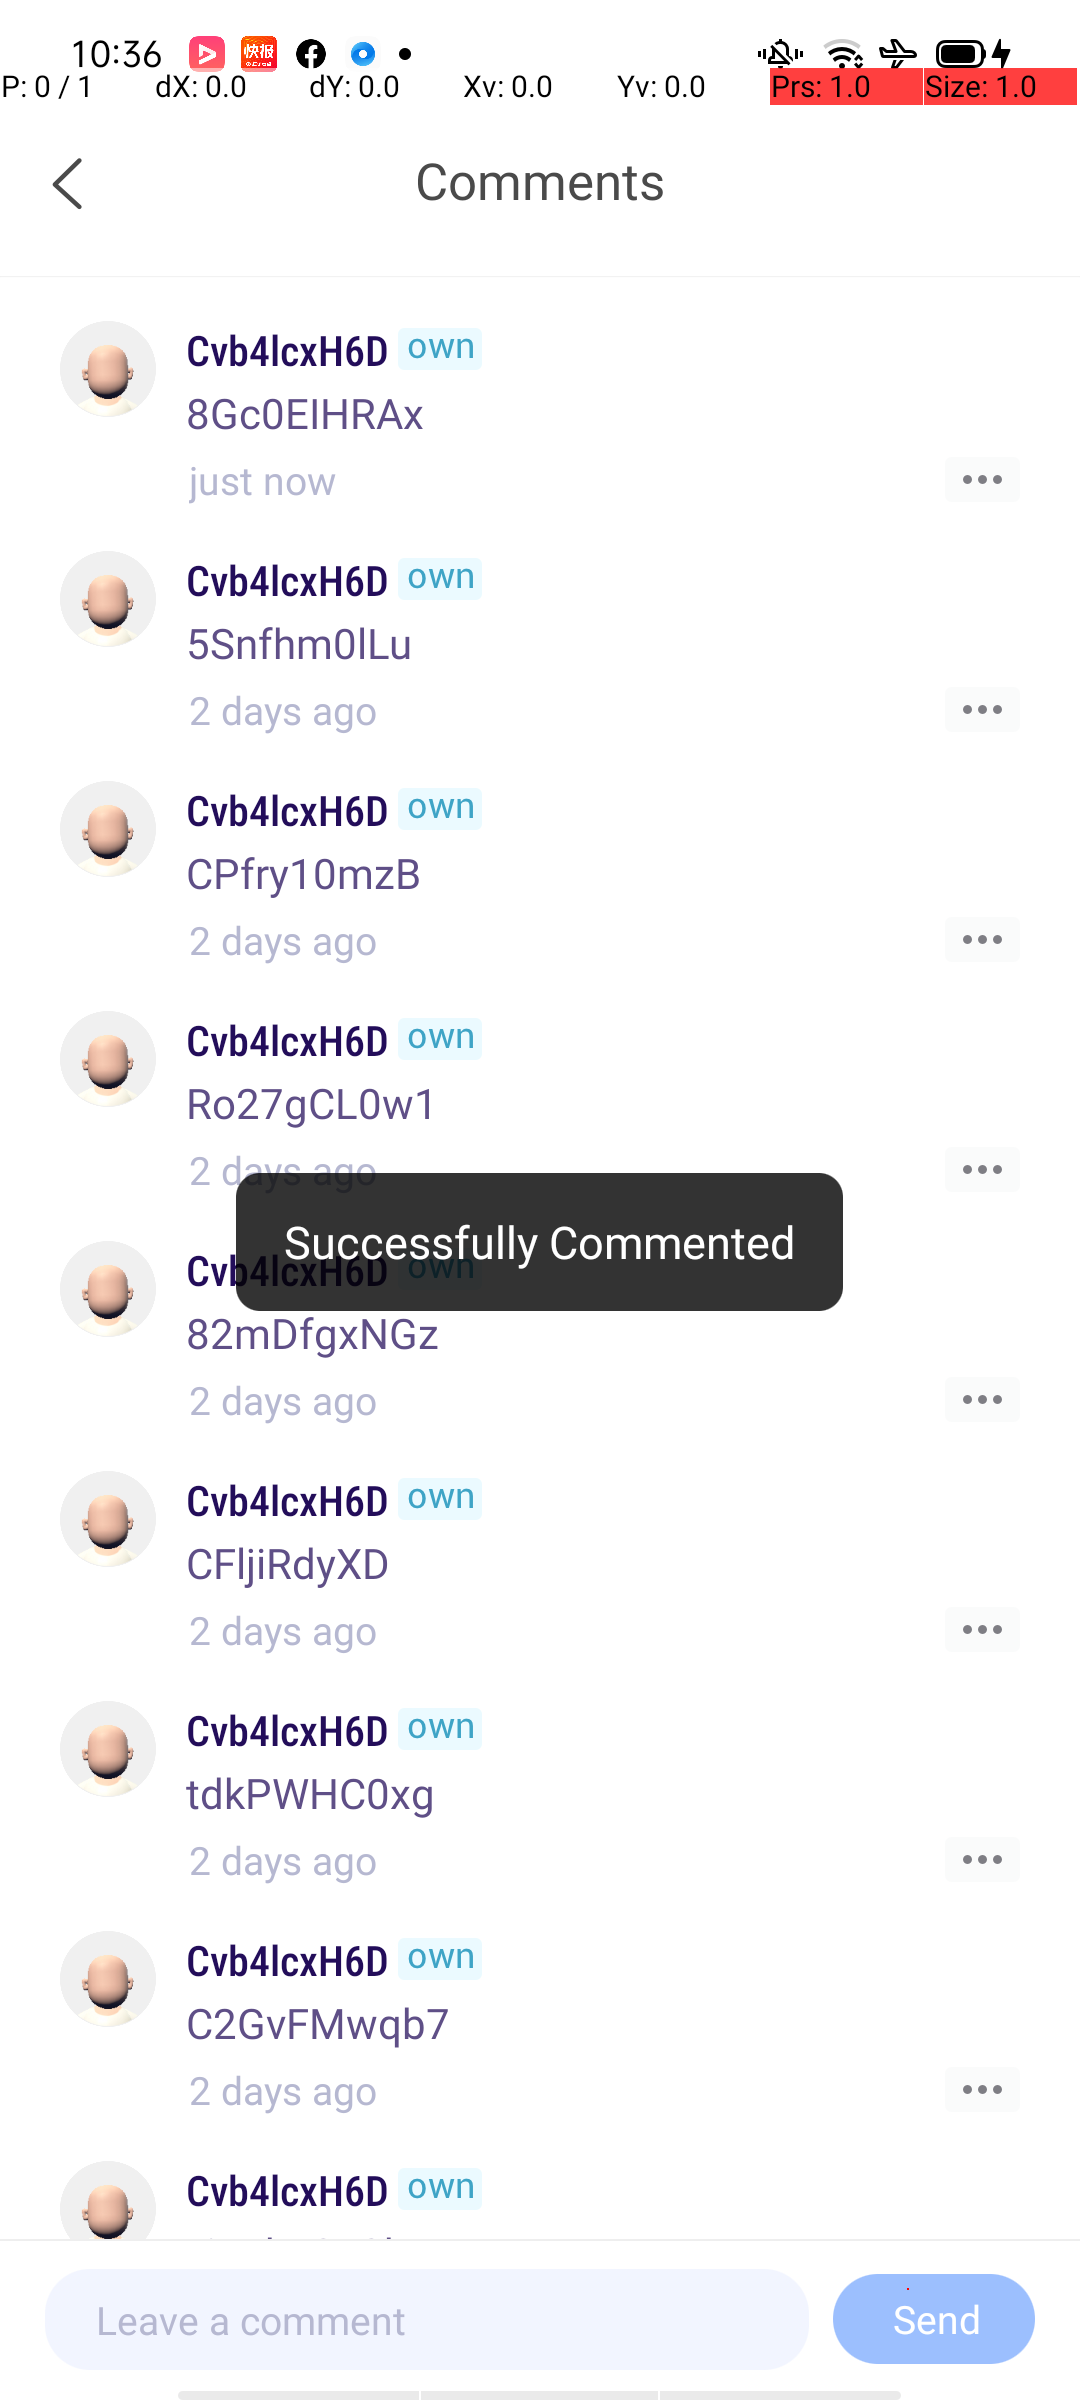 10:36
快报
P: 0 / 1 dX: 0.0 dY: 0.0 Xv: 0.0 Yv: 0.0 Prs: 1.0 Size: 1.0
Comments
Cvb4lcxH6D own
8Gc0EIHRAx
just now
Cvb4lcxH6D own
5Snfhm0lLu
2 days ago
Cvb4lcxH6D own
CPfry10mzB
2 days ago
Cvb4lcxH6D own
Ro27gCL0w1
2 days ago
Successfully Commented
Cvb4lcxH6D own
82mDfgxNGz
2 days ago
Cvb4lcxH6D own
CFljiRdyXD
2 days ago
Cvb4lcxH6D own
tdkPWHC0xg
2 days ago
Cvb4lcxH6D own
C2GvFMwqb7
2 days ago
Cvb4lcxH6D own
Leave a comment
Send